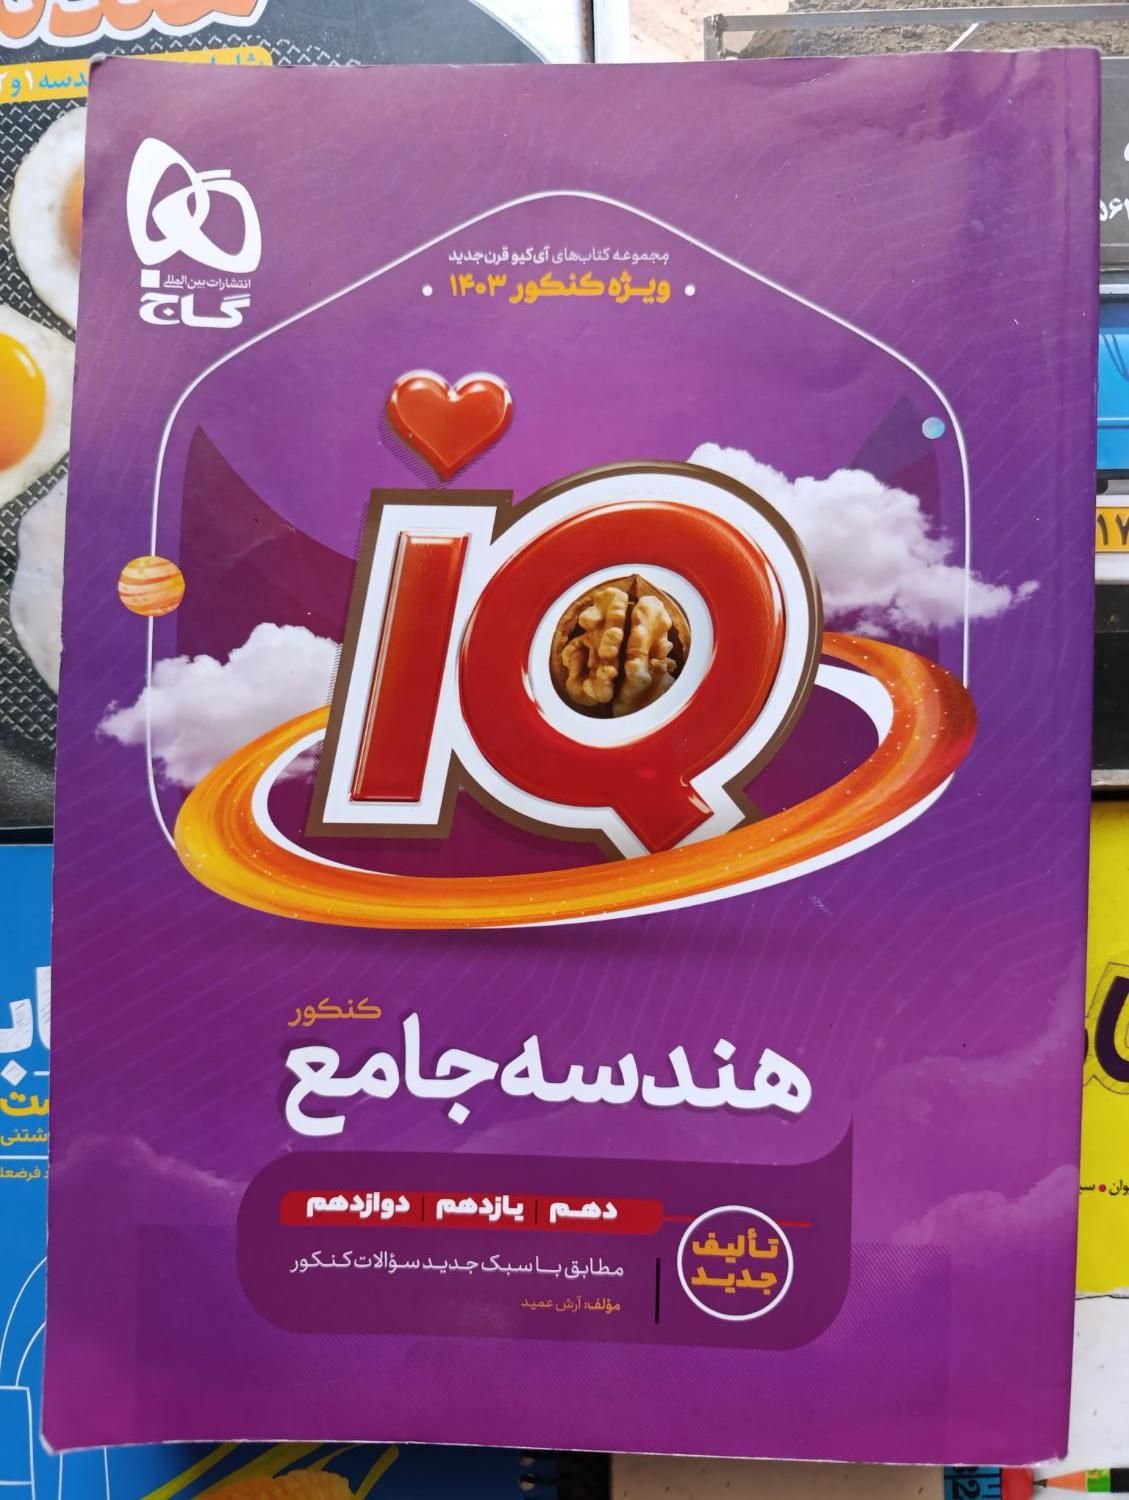 انتشارات بین‌المللی
گاج
مجموعه کتاب‌های آی‌کیو قرن جدید
ویژه کنکور ۱۴۰۳
iQ
کنکور
هندسه جامع
دهم | یازدهم | دوازدهم
تألیف
جدید
مطابق با سبک جدید سؤالات کنکور
مؤلف: آرش عمید